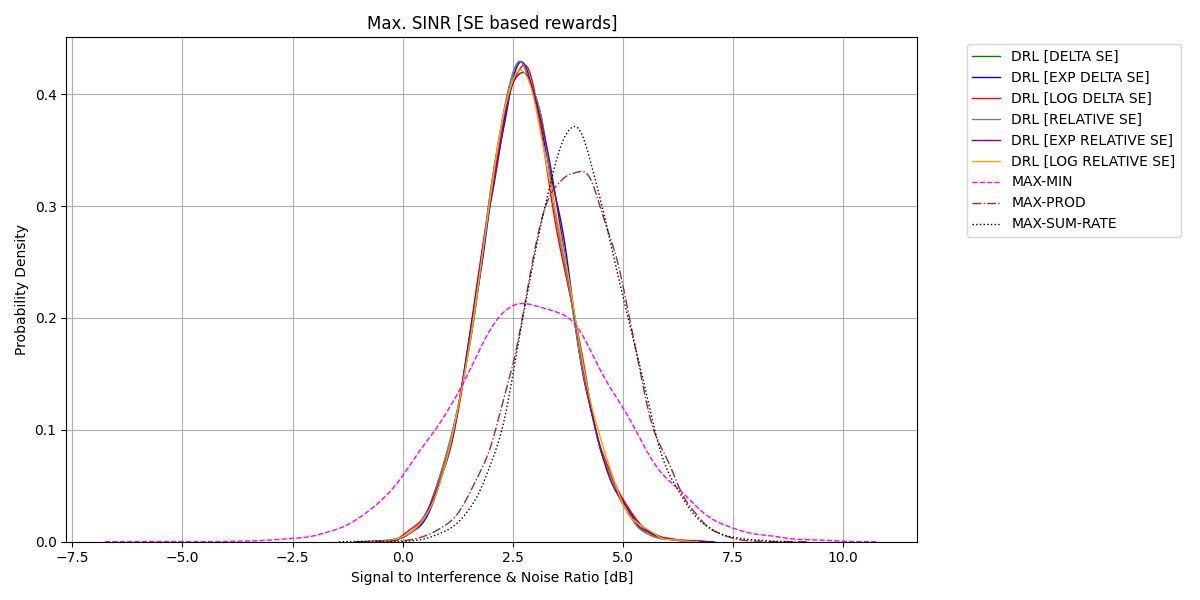 Max. SINR [SE based rewards]
Probability Density
0.4
0.3
0.2
0.1
0.0
−7.5
−5.0
−2.5
0.0
2.5
5.0
7.5
10.0
Signal to Interference & Noise Ratio [dB]
DRL [DELTA SE]
DRL [EXP DELTA SE]
DRL [LOG DELTA SE]
DRL [RELATIVE SE]
DRL [EXP RELATIVE SE]
DRL [LOG RELATIVE SE]
MAX-MIN
MAX-PROD
MAX-SUM-RATE